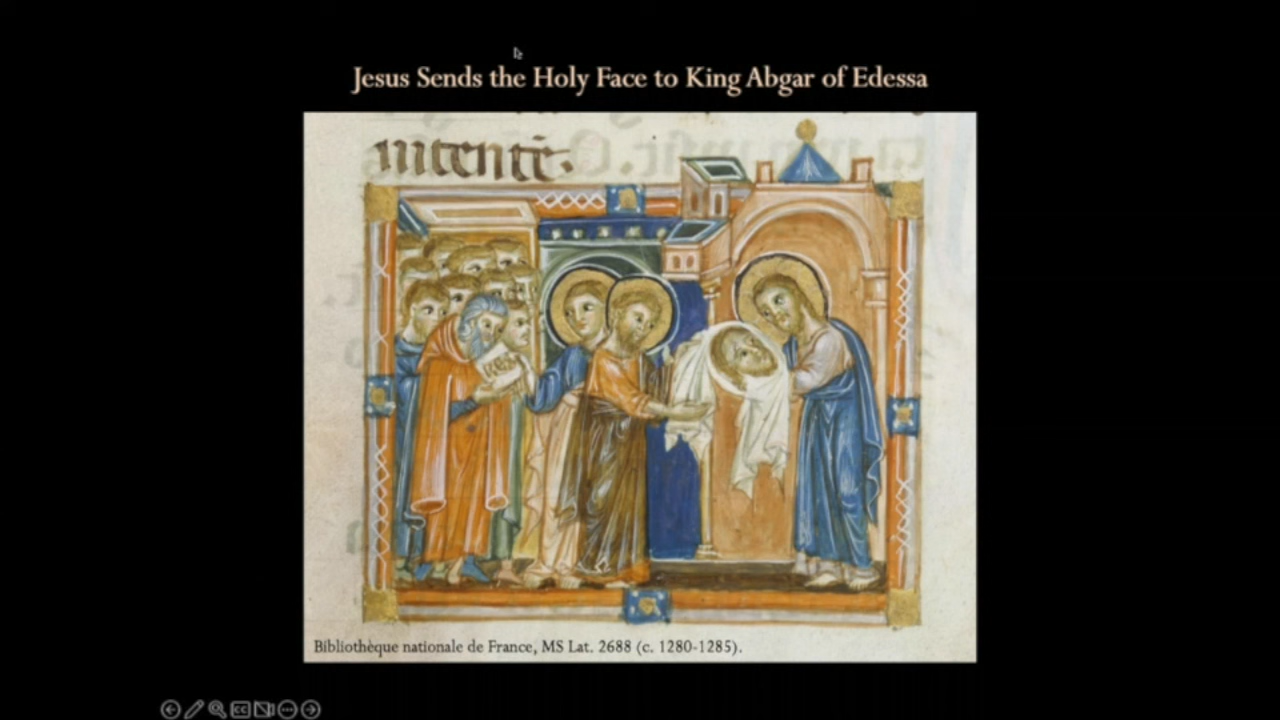 Jesus Sends the Holy Face to King Abgar of Edessa
Bibliothèque nationale de France, MS Lat. 2688 (c. 1280-1285).
CC